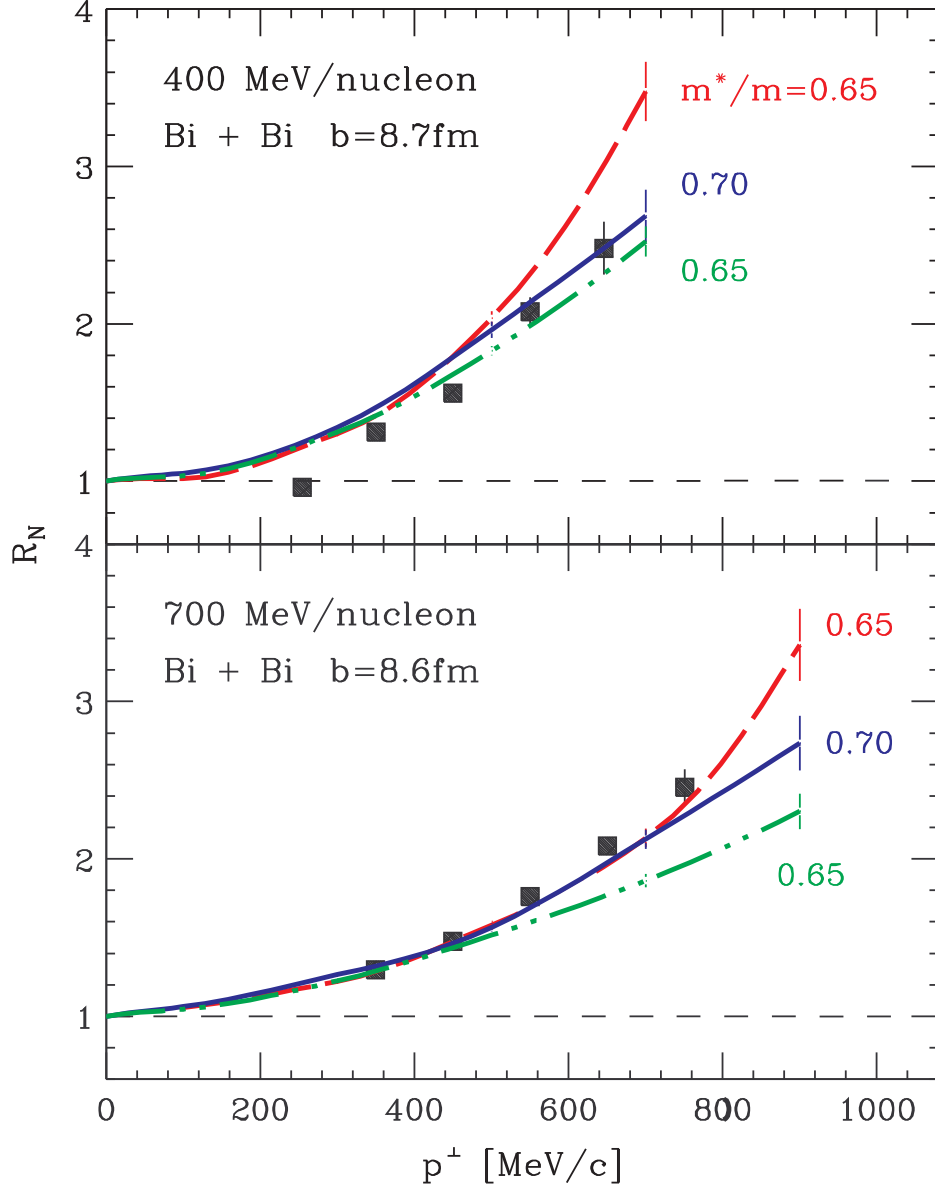 4
400 MeV/nucleon
m*/m=0.65
Bi + Bi b=8.7fm
3
0.70
0.65
2
1
R_N
4
700 MeV/nucleon
0.65
Bi + Bi b=8.6fm
3
0.70
2
0.65
1
0 200 400 600 800 1000
p^⊥ [MeV/c]